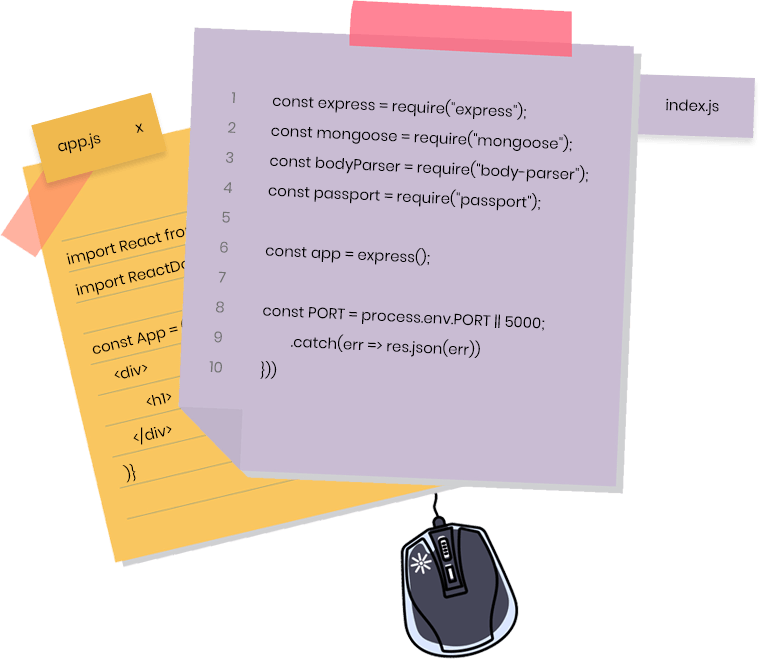 app.js x
import React fro
import ReactDo
const App =
<div>
<h1>
</div>
)}
index.js
1 const express = require("express");
2 const mongoose = require("mongoose");
3 const bodyParser = require("body-parser");
4 const passport = require("passport");
5
6 const app = express();
7
8 const PORT = process.env.PORT || 5000;
9 .catch(err => res.json(err))
10 }))